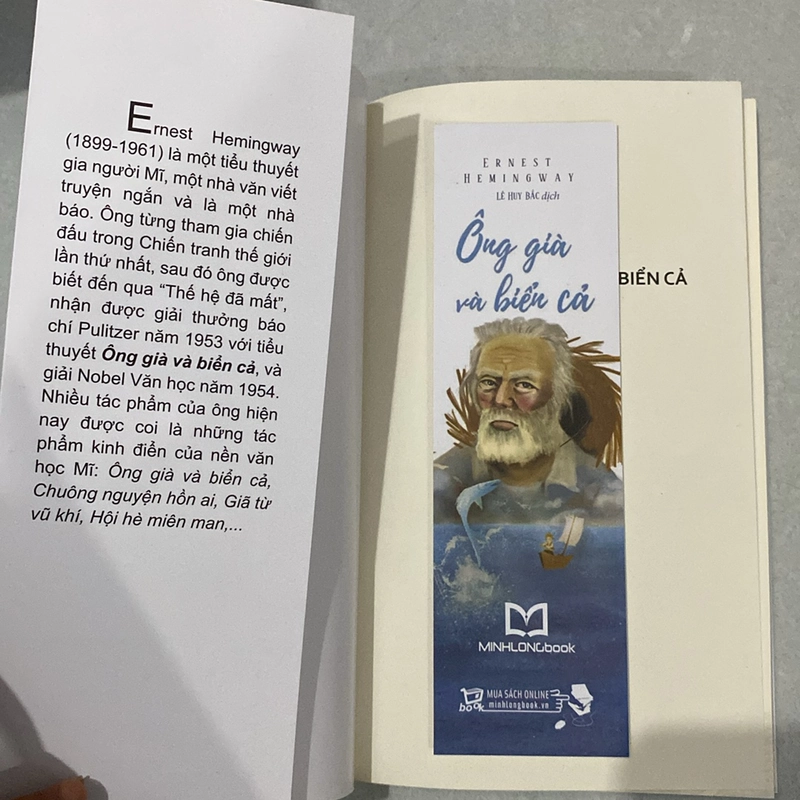 Ernest Hemingway
(1899-1961) là một tiểu thuyết
gia người Mĩ, một nhà văn viết
truyện ngắn và là một nhà
báo. Ông từng tham gia chiến
đấu trong Chiến tranh thế giới
lần thứ nhất, sau đó ông được
biết đến qua “Thế hệ đã mất”,
nhận được giải thưởng báo
chí Pulitzer năm 1953 với tiểu
thuyết Ông già và biển cả, và
giải Nobel Văn học năm 1954.
Nhiều tác phẩm của ông hiện
nay được coi là những tác
phẩm kinh điển của nền văn
học Mĩ: Ông già và biển cả,
Chuông nguyện hồn ai, Giã từ
vũ khí, Hội hè miên man,...
ERNEST
HEMINGWAY
LÊ HUY BẮC dịch
Ông già
và biển cả
BIỂN CẢ
MINHLONGbook
book
MUA SÁCH ONLINE
minhlongbook.vn